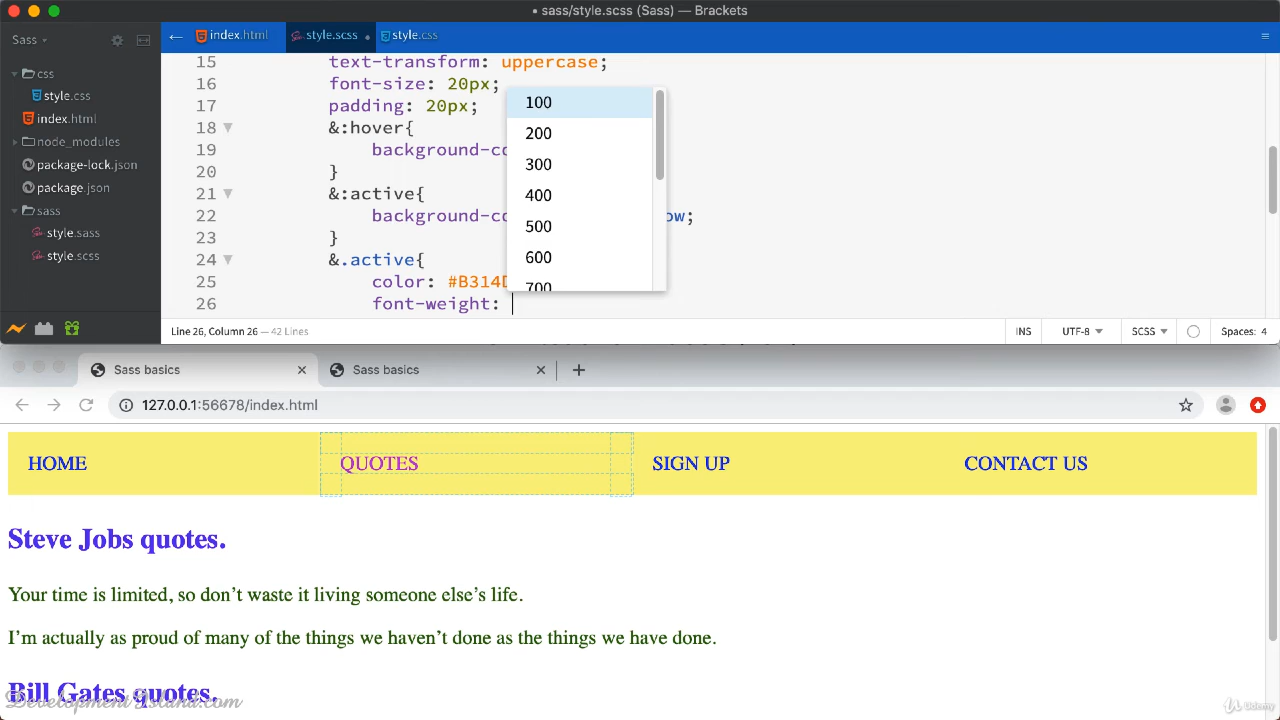 • sass/style.scss (Sass) — Brackets
Sass
index.html
style.scss •
style.css
css
style.css
index.html
node_modules
package-lock.json
package.json
sass
style.sass
style.scss
15 text-transform: uppercase;
16 font-size: 20px;
17 padding: 20px;
18 &:hover{
19 background-co
20 }
21 &:active{
22 background-co ow;
23 }
24 &.active{
25 color: #B314D
26 font-weight:
100
200
300
400
500
600
700
Line 26, Column 26 — 42 Lines
INS
UTF-8
SCSS
Spaces: 4
Sass basics
Sass basics
127.0.0.1:56678/index.html
HOME QUOTES SIGN UP CONTACT US
Steve Jobs quotes.
Your time is limited, so don’t waste it living someone else’s life.
I’m actually as proud of many of the things we haven’t done as the things we have done.
Bill Gates quotes.
DevelopmentIsland.com
Udemy